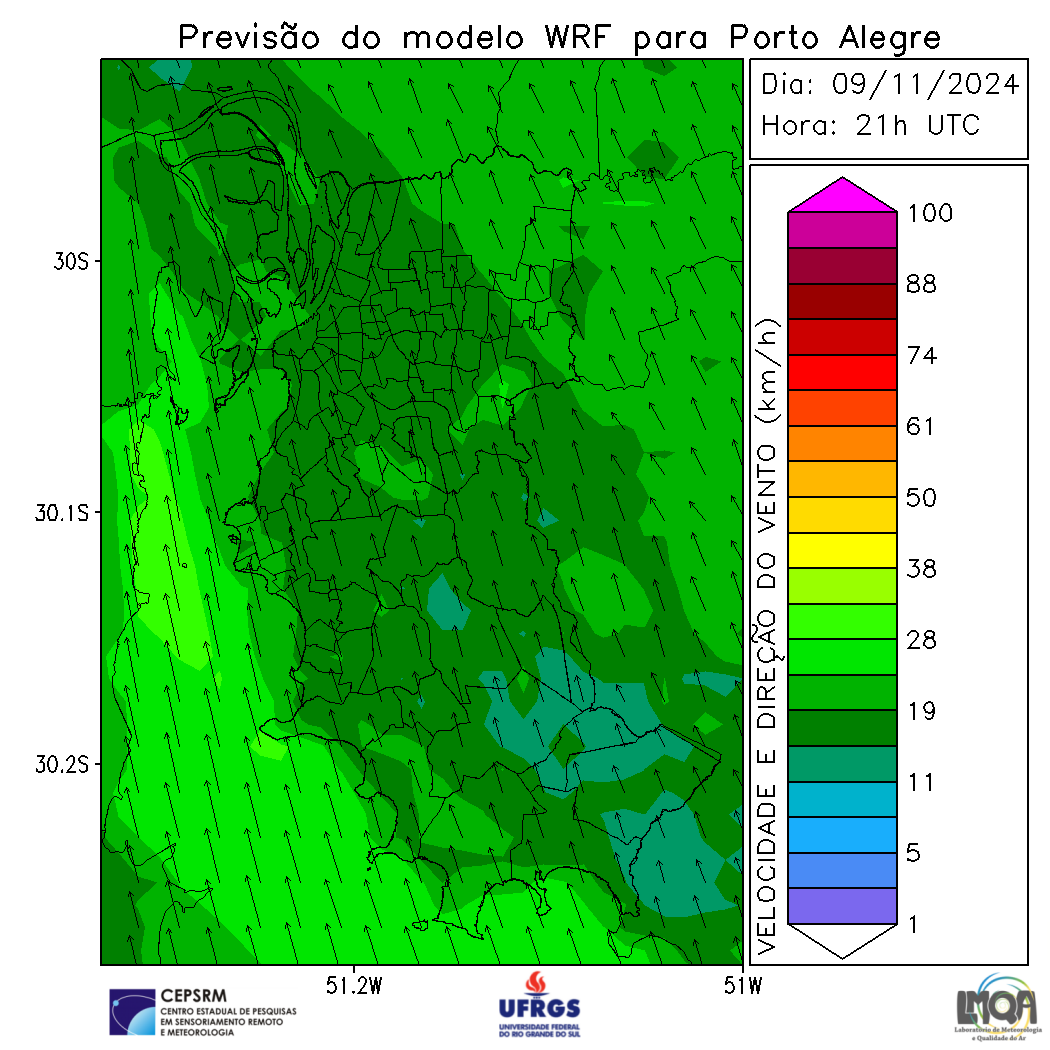 Previsão do modelo WRF para Porto Alegre
Dia: 09/11/2024
Hora: 21h UTC
100
88
74
61
50
38
28
19
11
5
1
VELOCIDADE E DIREÇÃO DO VENTO (km/h)
30S
30.1S
30.2S
51.2W
51W
CEPSRM
CENTRO ESTADUAL DE PESQUISAS
EM SENSORIAMENTO REMOTO
E METEOROLOGIA
UFRGS
UNIVERSIDADE FEDERAL
DO RIO GRANDE DO SUL
LMQA
Laboratório de Meteorologia
e Qualidade do Ar